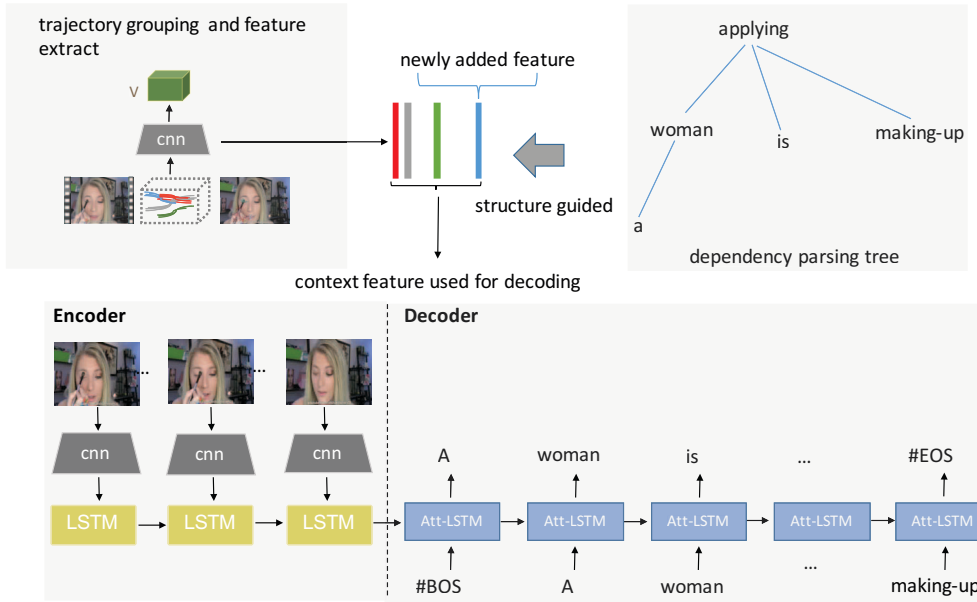 trajectory grouping and feature
extract
V
cnn
newly added feature
structure guided
context feature used for decoding
applying
woman
is
making-up
a
dependency parsing tree
Encoder
...
...
cnn
cnn
cnn
LSTM
LSTM
LSTM
Decoder
A
woman
is
...
#EOS
Att-LSTM
Att-LSTM
Att-LSTM
Att-LSTM
Att-LSTM
#BOS
A
woman
...
making-up